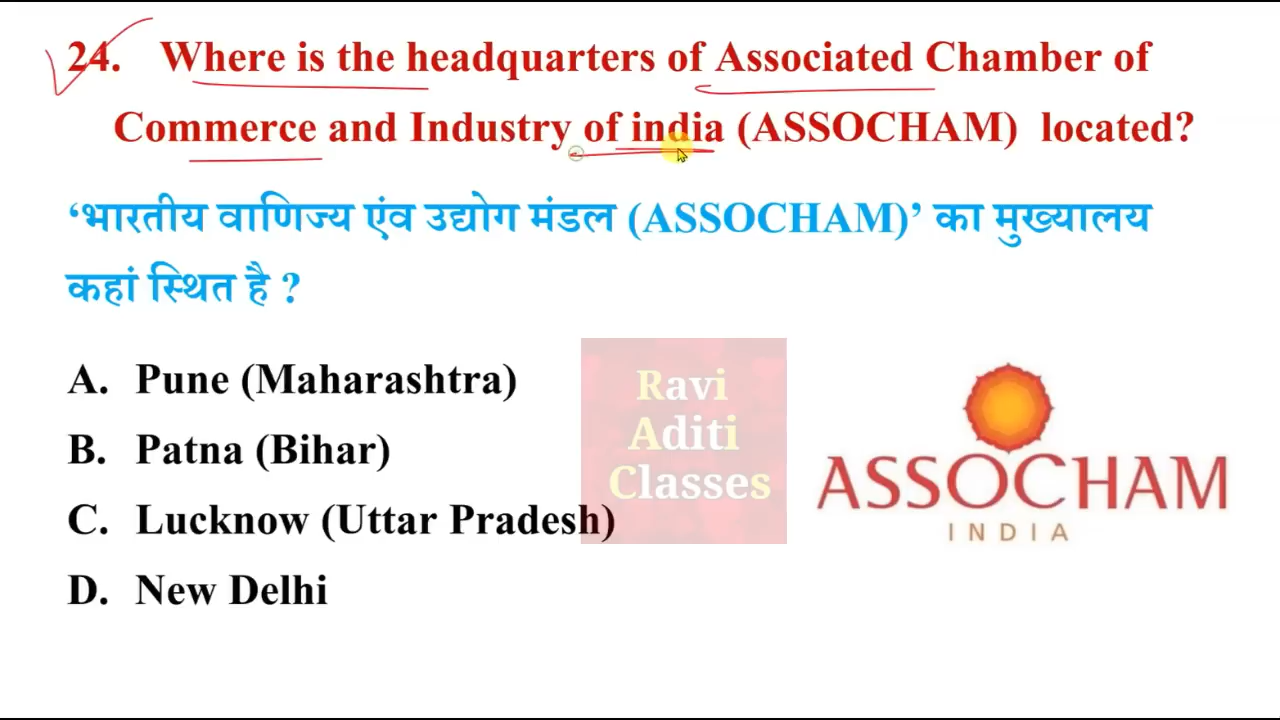 24. Where is the headquarters of Associated Chamber of
Commerce and Industry of india (ASSOCHAM) located?
‘भारतीय वाणिज्य एंव उद्योग मंडल (ASSOCHAM)’ का मुख्यालय
कहां स्थित है ?
A. Pune (Maharashtra)
B. Patna (Bihar)
C. Lucknow (Uttar Pradesh)
D. New Delhi
Ravi
Aditi
Classes
ASSOCHAM
INDIA